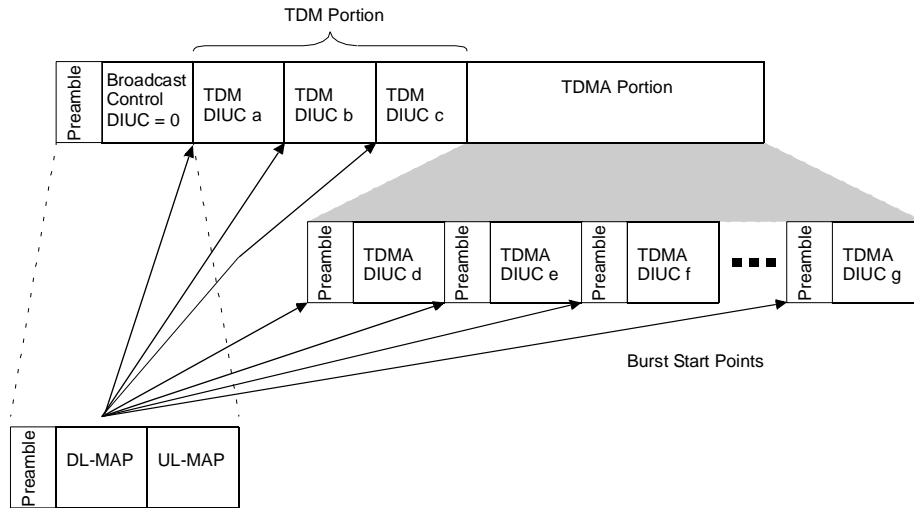 TDM Portion
Preamble
Broadcast
Control
DIUC = 0
TDM
DIUC a
TDM
DIUC b
TDM
DIUC c
TDMA Portion
Preamble
TDMA
DIUC d
Preamble
TDMA
DIUC e
Preamble
TDMA
DIUC f
Preamble
TDMA
DIUC g
Burst Start Points
Preamble
DL-MAP
UL-MAP